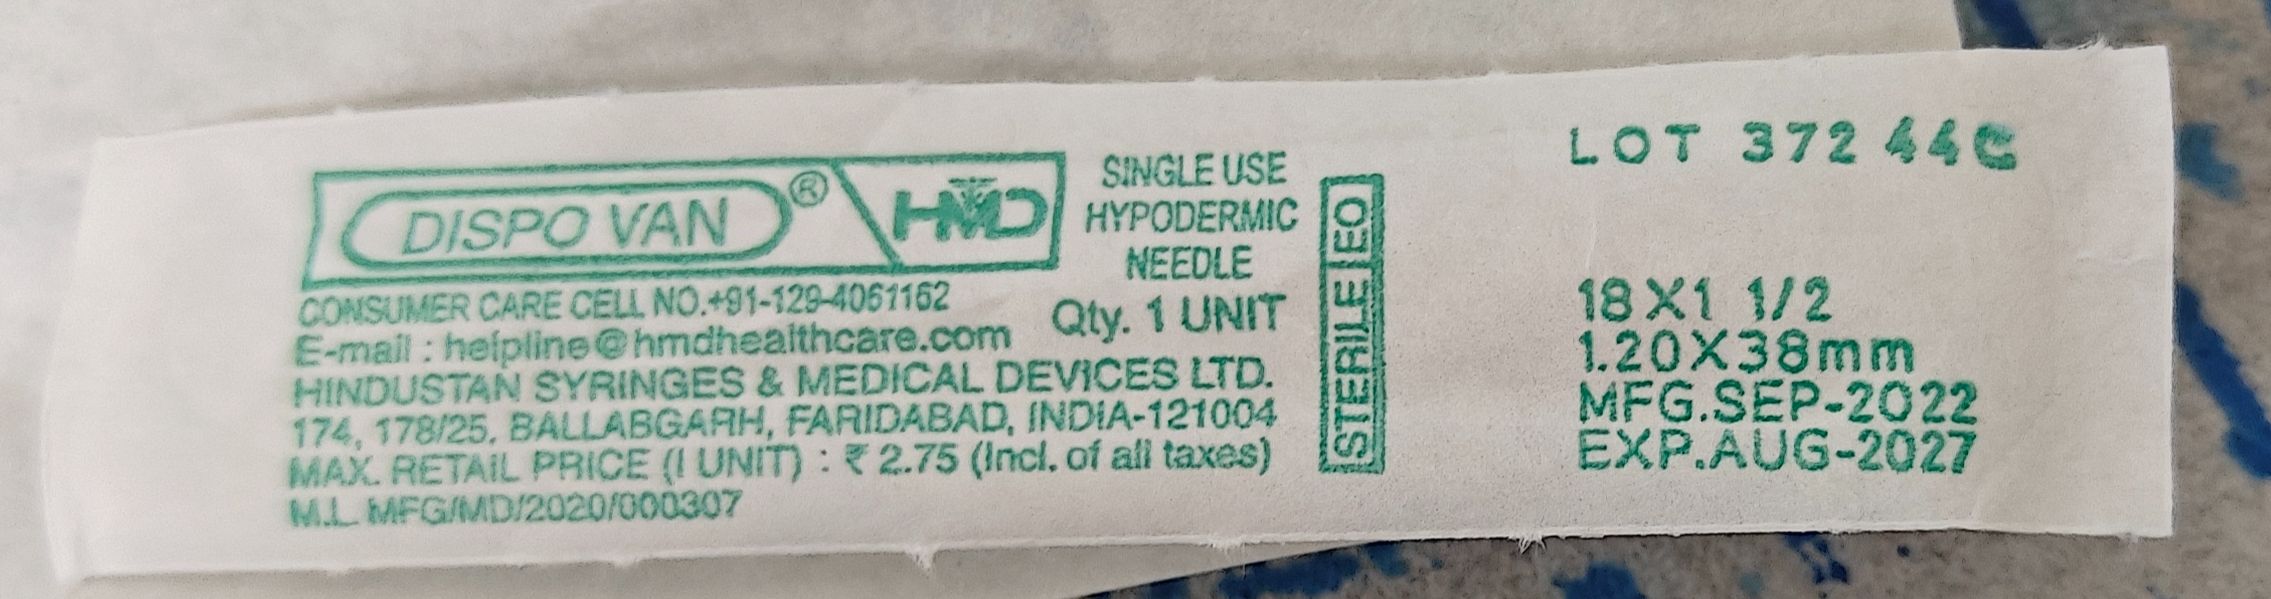 DISPO VAN® HMD
SINGLE USE
HYPODERMIC
NEEDLE
Qty. 1 UNIT
CONSUMER CARE CELL NO.+91-129-4061162
E-mail : helpline@hmdhealthcare.com
HINDUSTAN SYRINGES & MEDICAL DEVICES LTD.
174, 178/25, BALLABGARH, FARIDABAD, INDIA-121004
MAX. RETAIL PRICE (I UNIT) : ₹ 2.75 (Incl. of all taxes)
M.L. MFG/MD/2020/000307
STERILE EO
LOT 372 44C
18X1 1/2
1.20X38mm
MFG.SEP-2022
EXP.AUG-2027